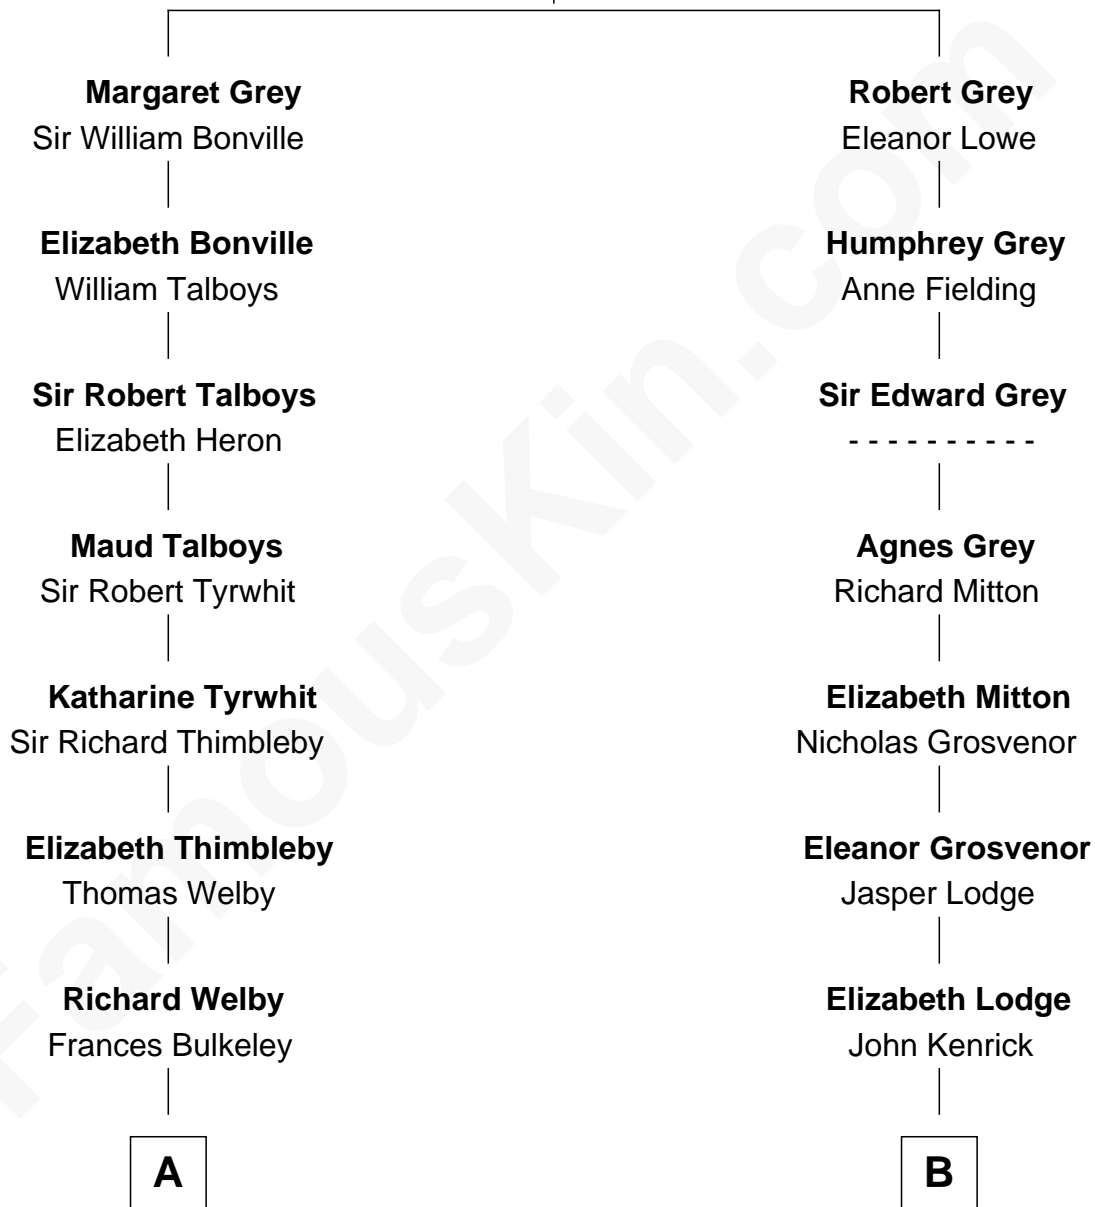 Margaret Grey
Sir William Bonville
Elizabeth Bonville
William Talboys
Sir Robert Talboys
Elizabeth Heron
Maud Talboys
Sir Robert Tyrwhit
Katharine Tyrwhit
Sir Richard Thimbleby
Elizabeth Thimbleby
Thomas Welby
Richard Welby
Frances Bulkeley
A
Robert Grey
Eleanor Lowe
Humphrey Grey
Anne Fielding
Sir Edward Grey
- - - - - - - - - -
Agnes Grey
Richard Mitton
Elizabeth Mitton
Nicholas Grosvenor
Eleanor Grosvenor
Jasper Lodge
Elizabeth Lodge
John Kenrick
B
FamousKin.com